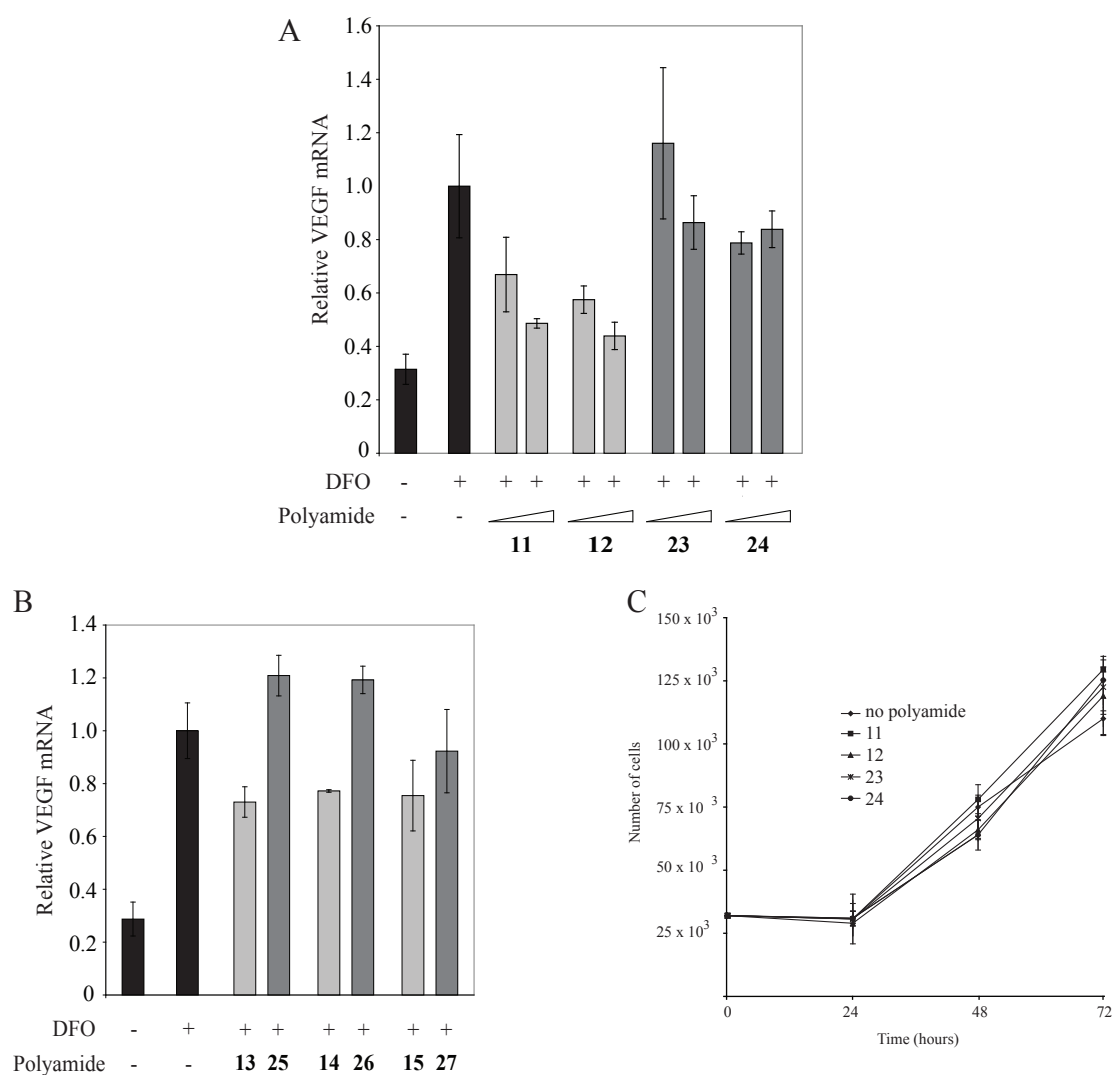 A
1.6
1.4
1.2
1.0
0.8
0.6
0.4
0.2
0
Relative VEGF mRNA
DFO - + + + + + + + + +
Polyamide - -
11 12 23 24
B
1.4
1.2
1.0
0.8
0.6
0.4
0.2
0
Relative VEGF mRNA
DFO - + + + + + + +
Polyamide - - 13 25 14 26 15 27
C
150 x 10³
125 x 10³
100 x 10³
75 x 10³
50 x 10³
25 x 10³
Number of cells
no polyamide
11
12
23
24
0 24 48 72
Time (hours)